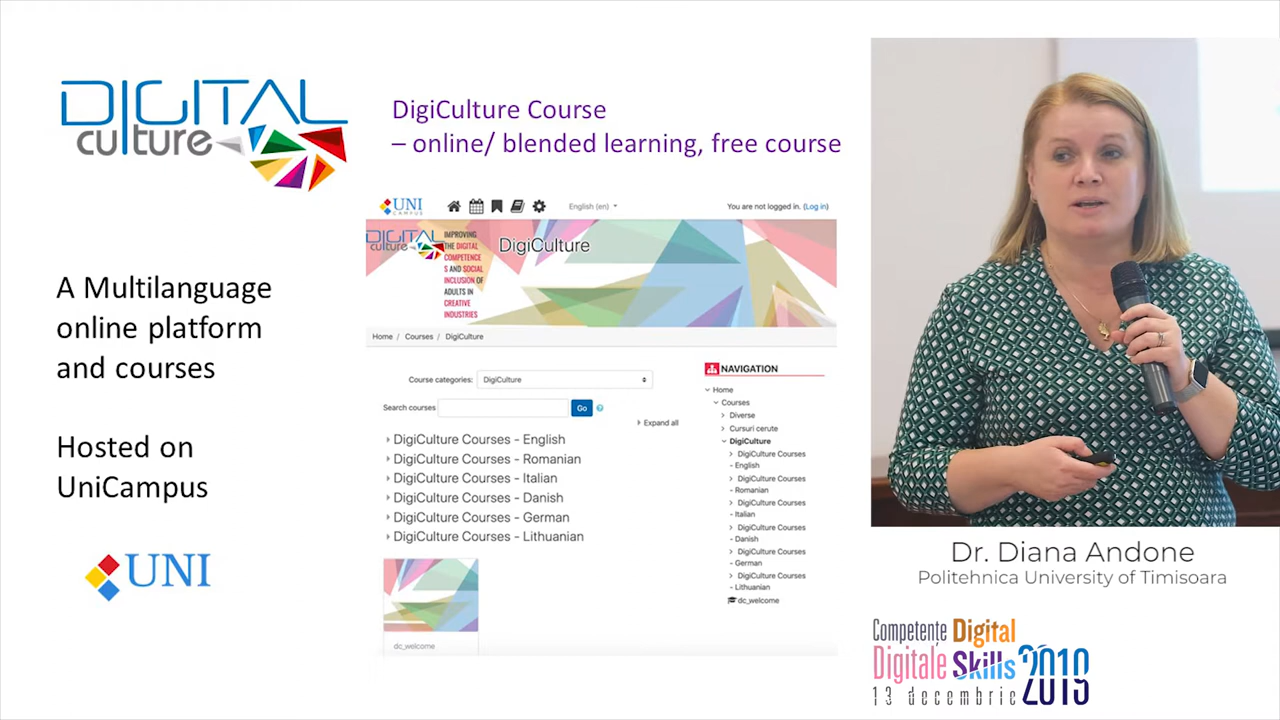 DIGITAL
culture
DigiCulture Course
– online/ blended learning, free course
A Multilanguage
online platform
and courses
Hosted on
UniCampus
UNI
UNI
CAMPUS
English (en)
You are not logged in. (Log in)
DIGITAL
culture
IMPROVING
THE DIGITAL
COMPETENCE
S AND SOCIAL
INCLUSION OF
ADULTS IN
CREATIVE
INDUSTRIES
DigiCulture
Home / Courses / DigiCulture
Course categories: DigiCulture
Search courses Go
Expand all
DigiCulture Courses - English
DigiCulture Courses - Romanian
DigiCulture Courses - Italian
DigiCulture Courses - Danish
DigiCulture Courses - German
DigiCulture Courses - Lithuanian
dc_welcome
NAVIGATION
Home
Courses
Diverse
Cursuri cerute
DigiCulture
DigiCulture Courses
- English
DigiCulture Courses
- Romanian
DigiCulture Courses
- Italian
DigiCulture Courses
- Danish
DigiCulture Courses
- German
DigiCulture Courses
- Lithuanian
dc_welcome
Dr. Diana Andone
Politehnica University of Timisoara
Competențe Digital
Digitale Skills 2019
13 decembrie